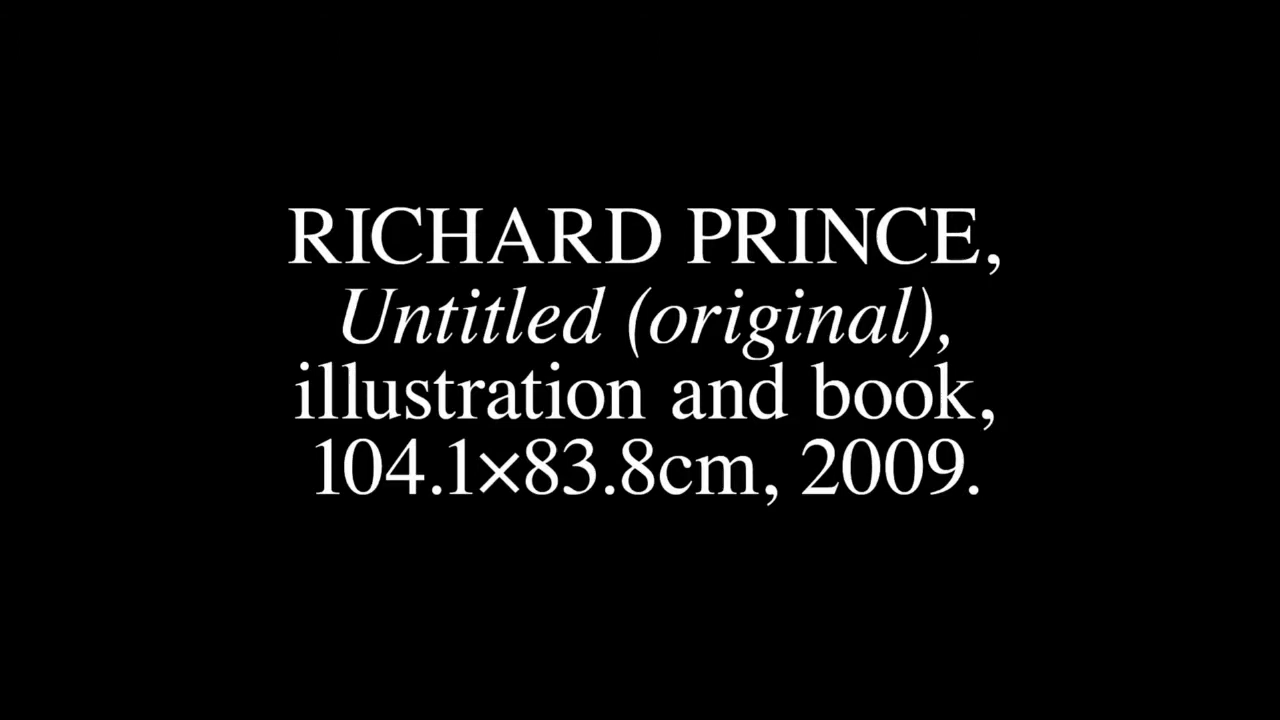 RICHARD PRINCE,
Untitled (original),
illustration and book,
104.1×83.8cm, 2009.